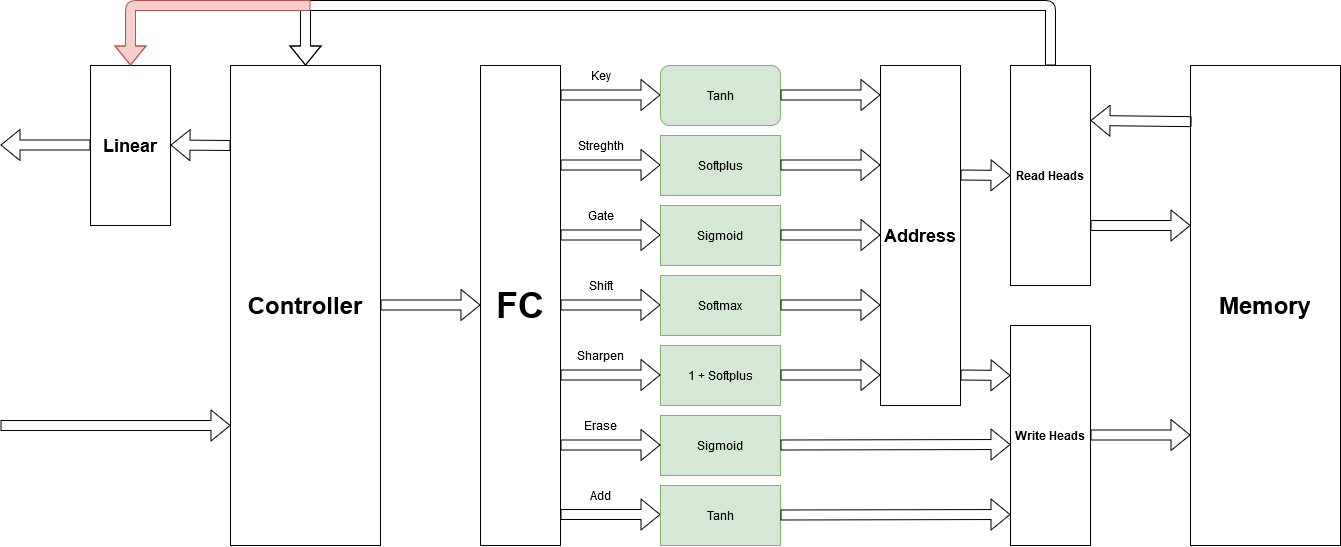 Key
Tanh
Linear
Streghth
Softplus
Read Heads
Gate
Sigmoid
Address
Controller
FC
Shift
Softmax
Memory
Sharpen
1 + Softplus
Erase
Sigmoid
Write Heads
Add
Tanh